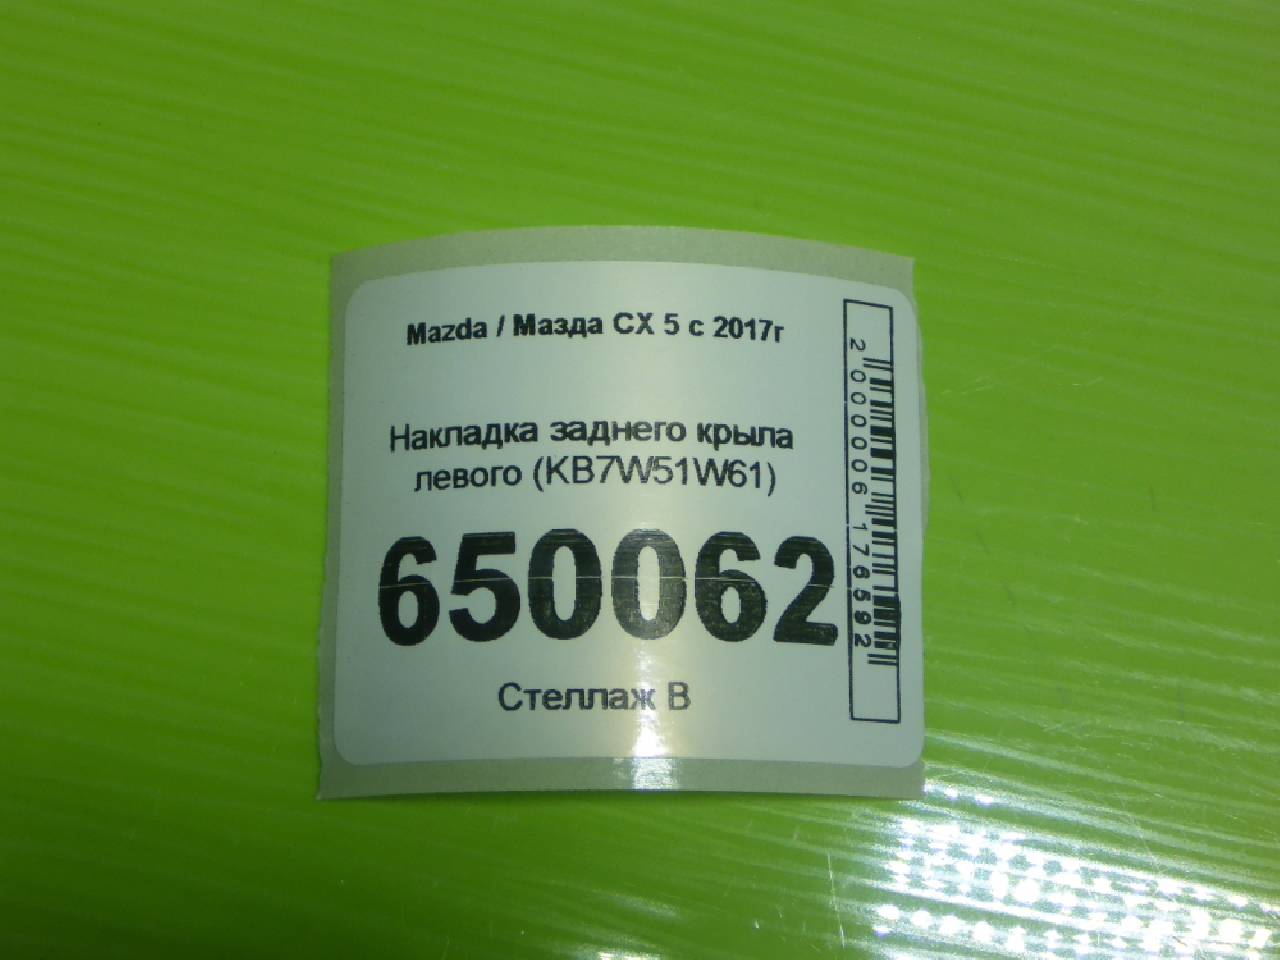 Mazda / Мазда CX 5 с 2017г
Накладка заднего крыла
левого (KB7W51W61)
650062
Стеллаж B
2000006176592